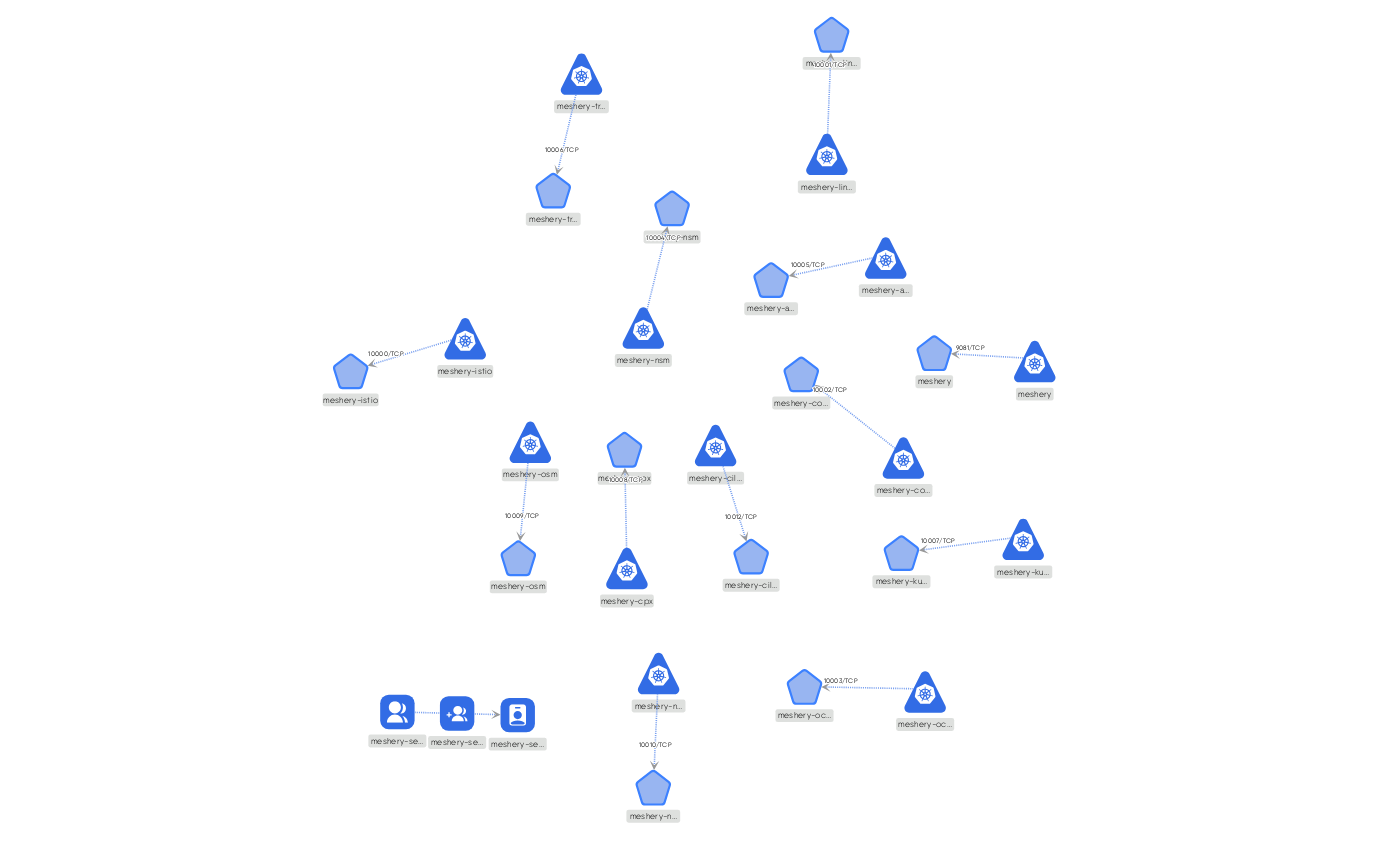 10001/TCP
meshery-tr...
10006/TCP
meshery-lin...
meshery-tr...
10004/TCP
-nsm
10005/TCP
meshery-a...
meshery-a...
9081/TCP
10000/TCP
meshery-nsm
meshery-istio
meshery
meshery
10002/TCP
meshery-istio
meshery-co...
meshery-osm
meshery-cil...
10008/TCP
meshery-co...
10009/TCP
10012/TCP
10007/TCP
meshery-ku...
meshery-ku...
meshery-osm
meshery-cil...
meshery-cpx
10003/TCP
meshery-n...
meshery-oc...
meshery-oc...
meshery-se...
meshery-se...
meshery-se...
10010/TCP
meshery-n...